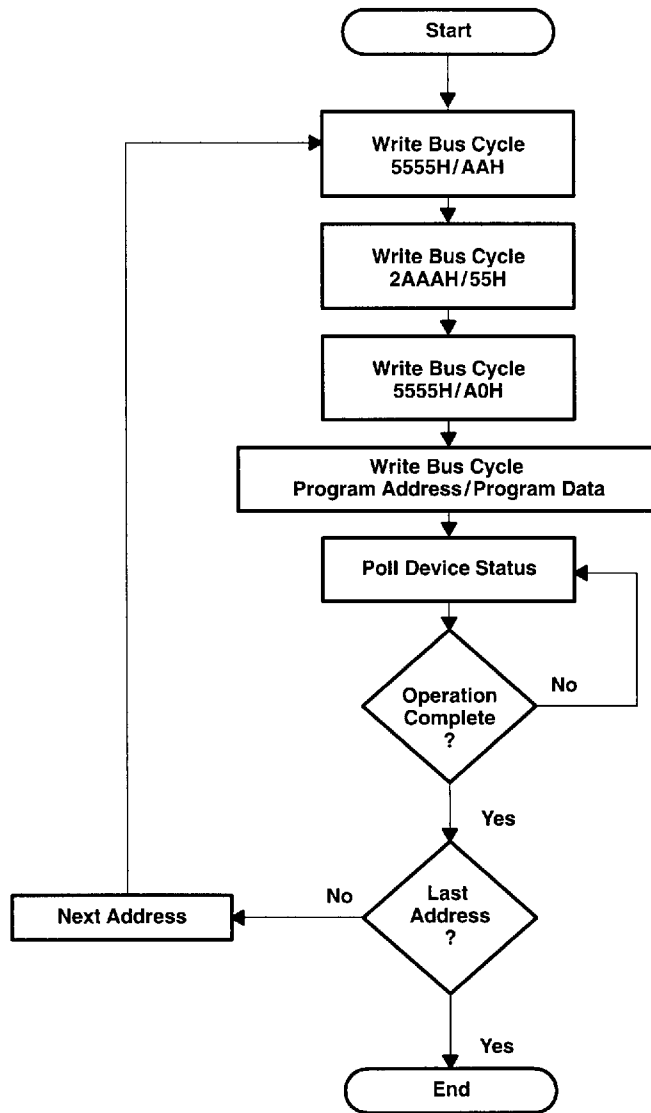 Start
Write Bus Cycle
5555H/AAH
Write Bus Cycle
2AAAH/55H
Write Bus Cycle
5555H/A0H
Write Bus Cycle
Program Address/Program Data
Poll Device Status
Operation
Complete
?
No
Yes
Last
Address
?
No
Next Address
Yes
End